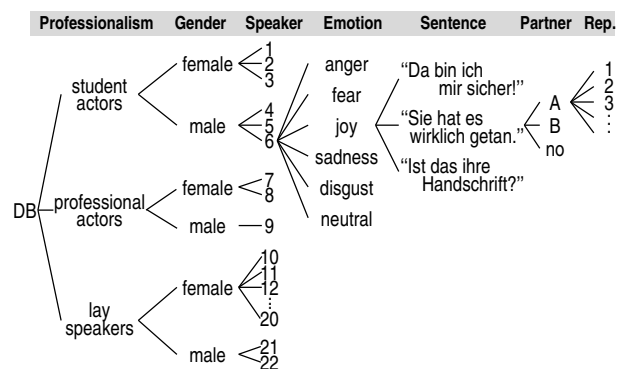 Professionalism Gender Speaker Emotion Sentence Partner Rep.
DB
student
actors
professional
actors
lay
speakers
female
male
female
male
female
male
1
2
3
4
5
6
7
8
9
10
11
12
⋮
20
21
22
anger
fear
joy
sadness
disgust
neutral
“Da bin ich
mir sicher!”
“Sie hat es
wirklich getan.”
“Ist das ihre
Handschrift?”
A
B
no
1
2
3
⋮